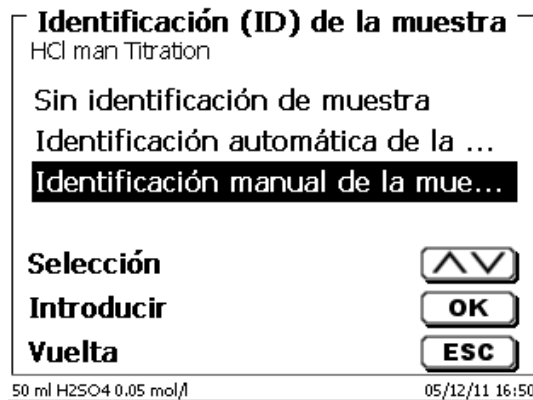 Identificación (ID) de la muestra
HCl man Titration
Sin identificación de muestra
Identificación automática de la ...
Identificación manual de la mue...
Selección
Introducir OK
Vuelta ESC
50 ml H2SO4 0.05 mol/l 05/12/11 16:50